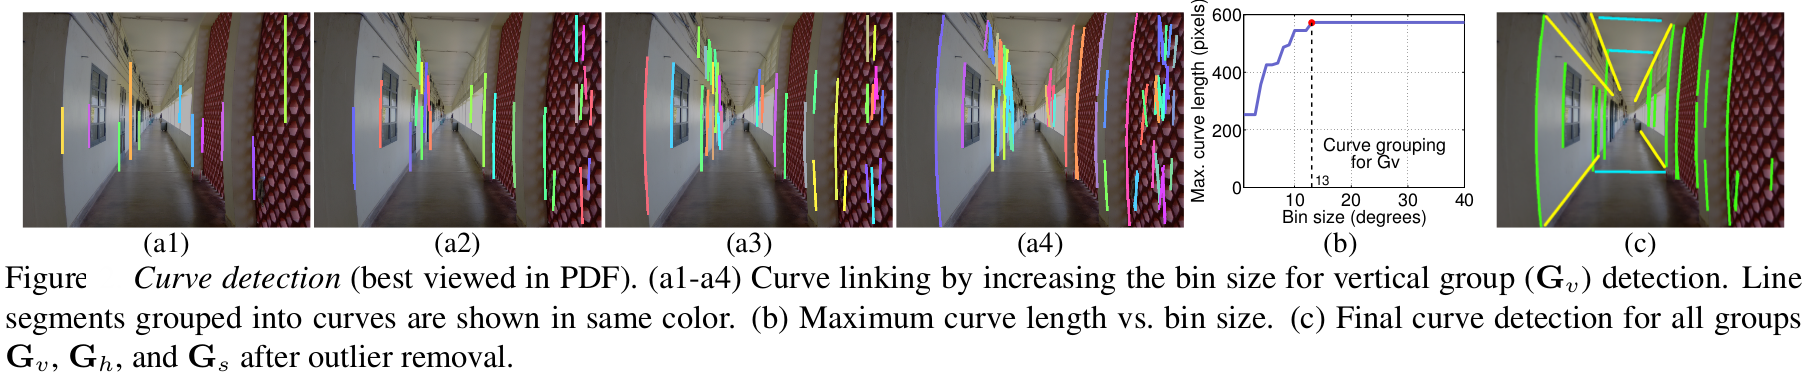 Max. curve length (pixels)
600
400
200
0
Curve grouping
for Gv
13
10 20 30 40
Bin size (degrees)
(a1) (a2) (a3) (a4) (b) (c)
Figure Curve detection (best viewed in PDF). (a1-a4) Curve linking by increasing the bin size for vertical group (Gᵥ) detection. Line
segments grouped into curves are shown in same color. (b) Maximum curve length vs. bin size. (c) Final curve detection for all groups
Gᵥ, Gₕ, and Gₛ after outlier removal.